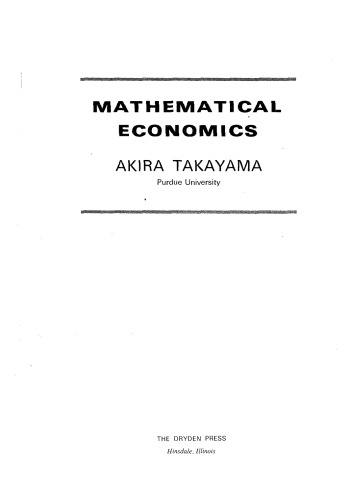 MATHEMATICAL
ECONOMICS
AKIRA TAKAYAMA
Purdue University
THE DRYDEN PRESS
Hinsdale, Illinois